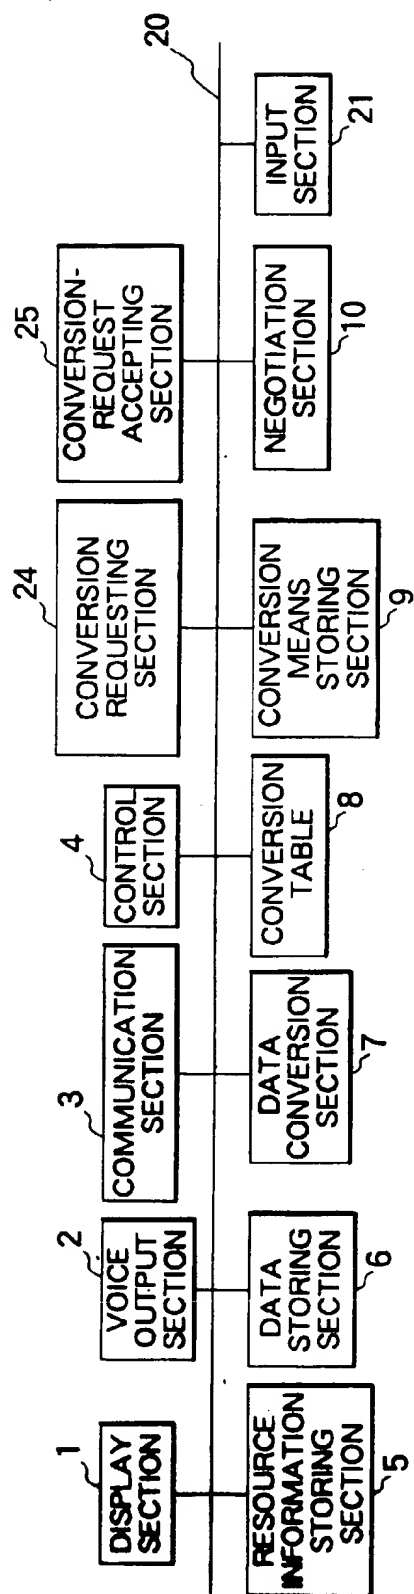 1
DISPLAY
SECTION
2
VOICE
OUTPUT
SECTION
3
COMMUNICATION
SECTION
4
CONTROL
SECTION
24
CONVERSION
REQUESTING
SECTION
25
CONVERSION-
REQUEST
ACCEPTING
SECTION
20
RESOURCE
INFORMATION
STORING
SECTION
5
DATA
STORING
SECTION
6
DATA
CONVERSION
SECTION
7
CONVERSION
TABLE
8
CONVERSION
MEANS
STORING
SECTION
9
NEGOTIATION
SECTION
10
INPUT
SECTION
21